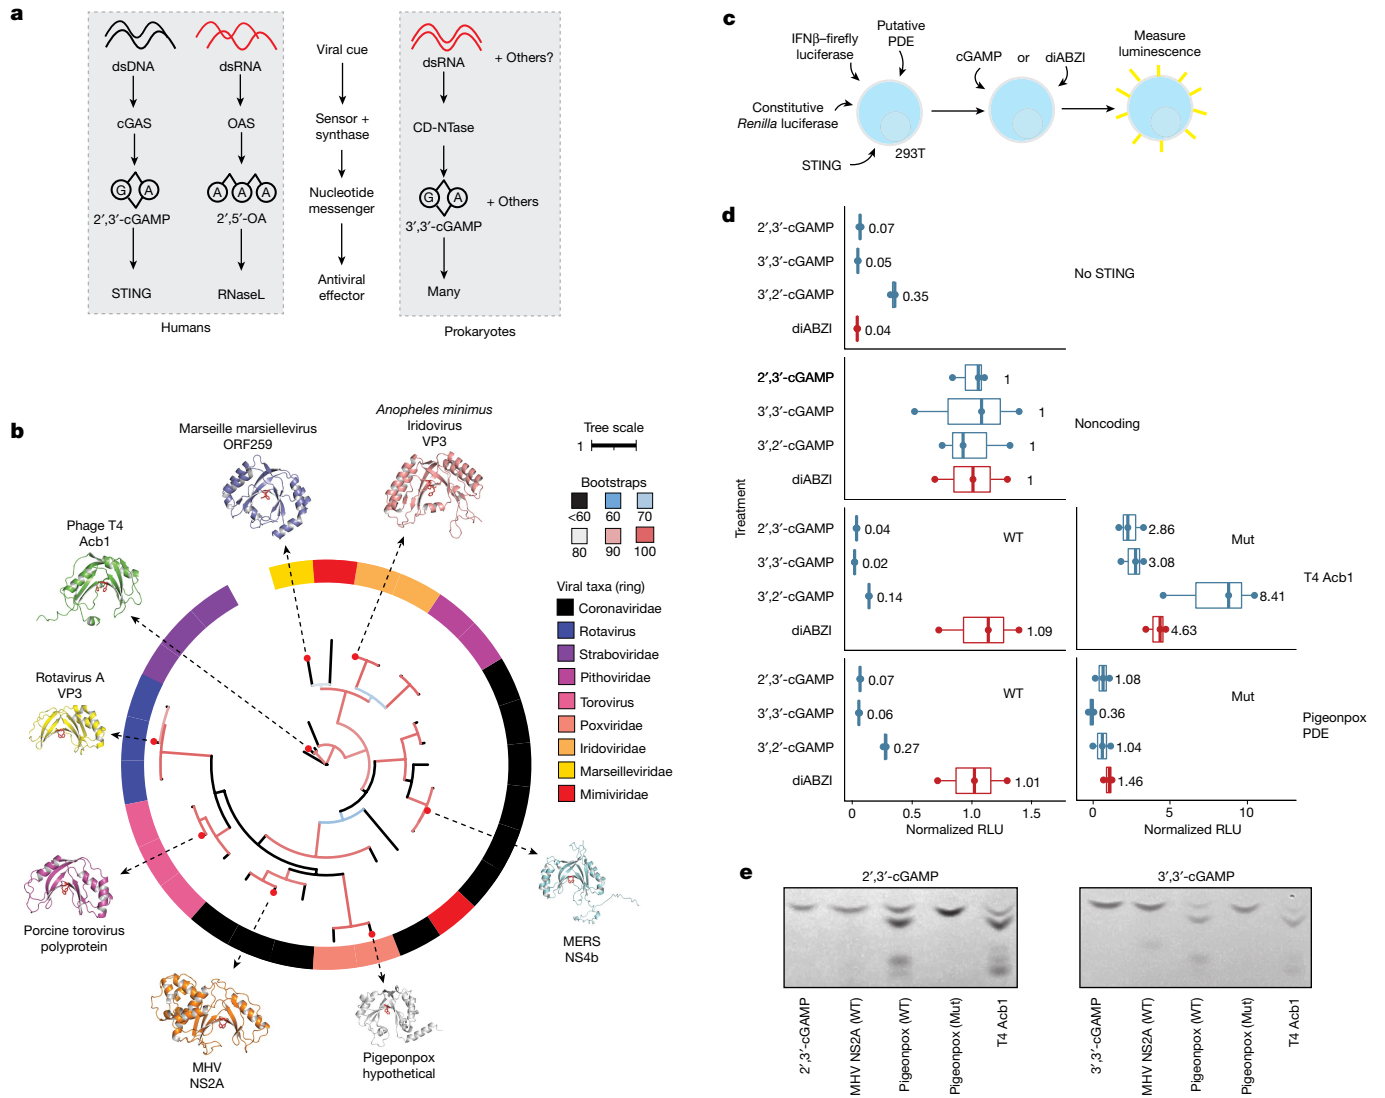 a
dsDNA
dsRNA
Viral cue
dsRNA
+ Others?
cGAS
OAS
Sensor +
synthase
CD-NTase
G A
A A A
Nucleotide
messenger
G A
+ Others
2′,3′-cGAMP
2′,5′-OA
3′,3′-cGAMP
STING
RNaseL
Antiviral
effector
Many
Humans
Prokaryotes
b
Marseille marsiellevirus
ORF259
Anopheles minimus
Iridovirus
VP3
Tree scale
1
Bootstraps
<60
60
70
80
90
100
Phage T4
Acb1
Rotavirus A
VP3
Porcine torovirus
polyprotein
MHV
NS2A
Pigeponpox
hypothetical
MERS
NS4b
Viral taxa (ring)
Coronaviridae
Rotavirus
Straboviridae
Pithoviridae
Torovirus
Poxviridae
Iridoviridae
Marseilleviridae
Mimiviridae
c
IFNβ–firefly
luciferase
Putative
PDE
Constitutive
Renilla luciferase
STING
293T
cGAMP or diABZI
Measure
luminescence
d
Treatment
2′,3′-cGAMP 0.07
3′,3′-cGAMP 0.05
3′,2′-cGAMP 0.35
diABZI 0.04
No STING
2′,3′-cGAMP 1
3′,3′-cGAMP 1
3′,2′-cGAMP 1
diABZI 1
Noncoding
2′,3′-cGAMP 0.04 WT 2.86 Mut
3′,3′-cGAMP 0.02 3.08
3′,2′-cGAMP 0.14 8.41
diABZI 1.09 4.63
T4 Acb1
2′,3′-cGAMP 0.07 WT 1.08 Mut
3′,3′-cGAMP 0.06 0.36
3′,2′-cGAMP 0.27 1.04
diABZI 1.01 1.46
Pigeonpox
PDE
0 0.5 1.0 1.5
Normalized RLU
0 5 10
Normalized RLU
e
2′,3′-cGAMP
3′,3′-cGAMP
2′,3′-cGAMP
MHV NS2A (WT)
Pigeonpox (WT)
Pigeonpox (Mut)
T4 Acb1
3′,3′-cGAMP
MHV NS2A (WT)
Pigeonpox (WT)
Pigeonpox (Mut)
T4 Acb1